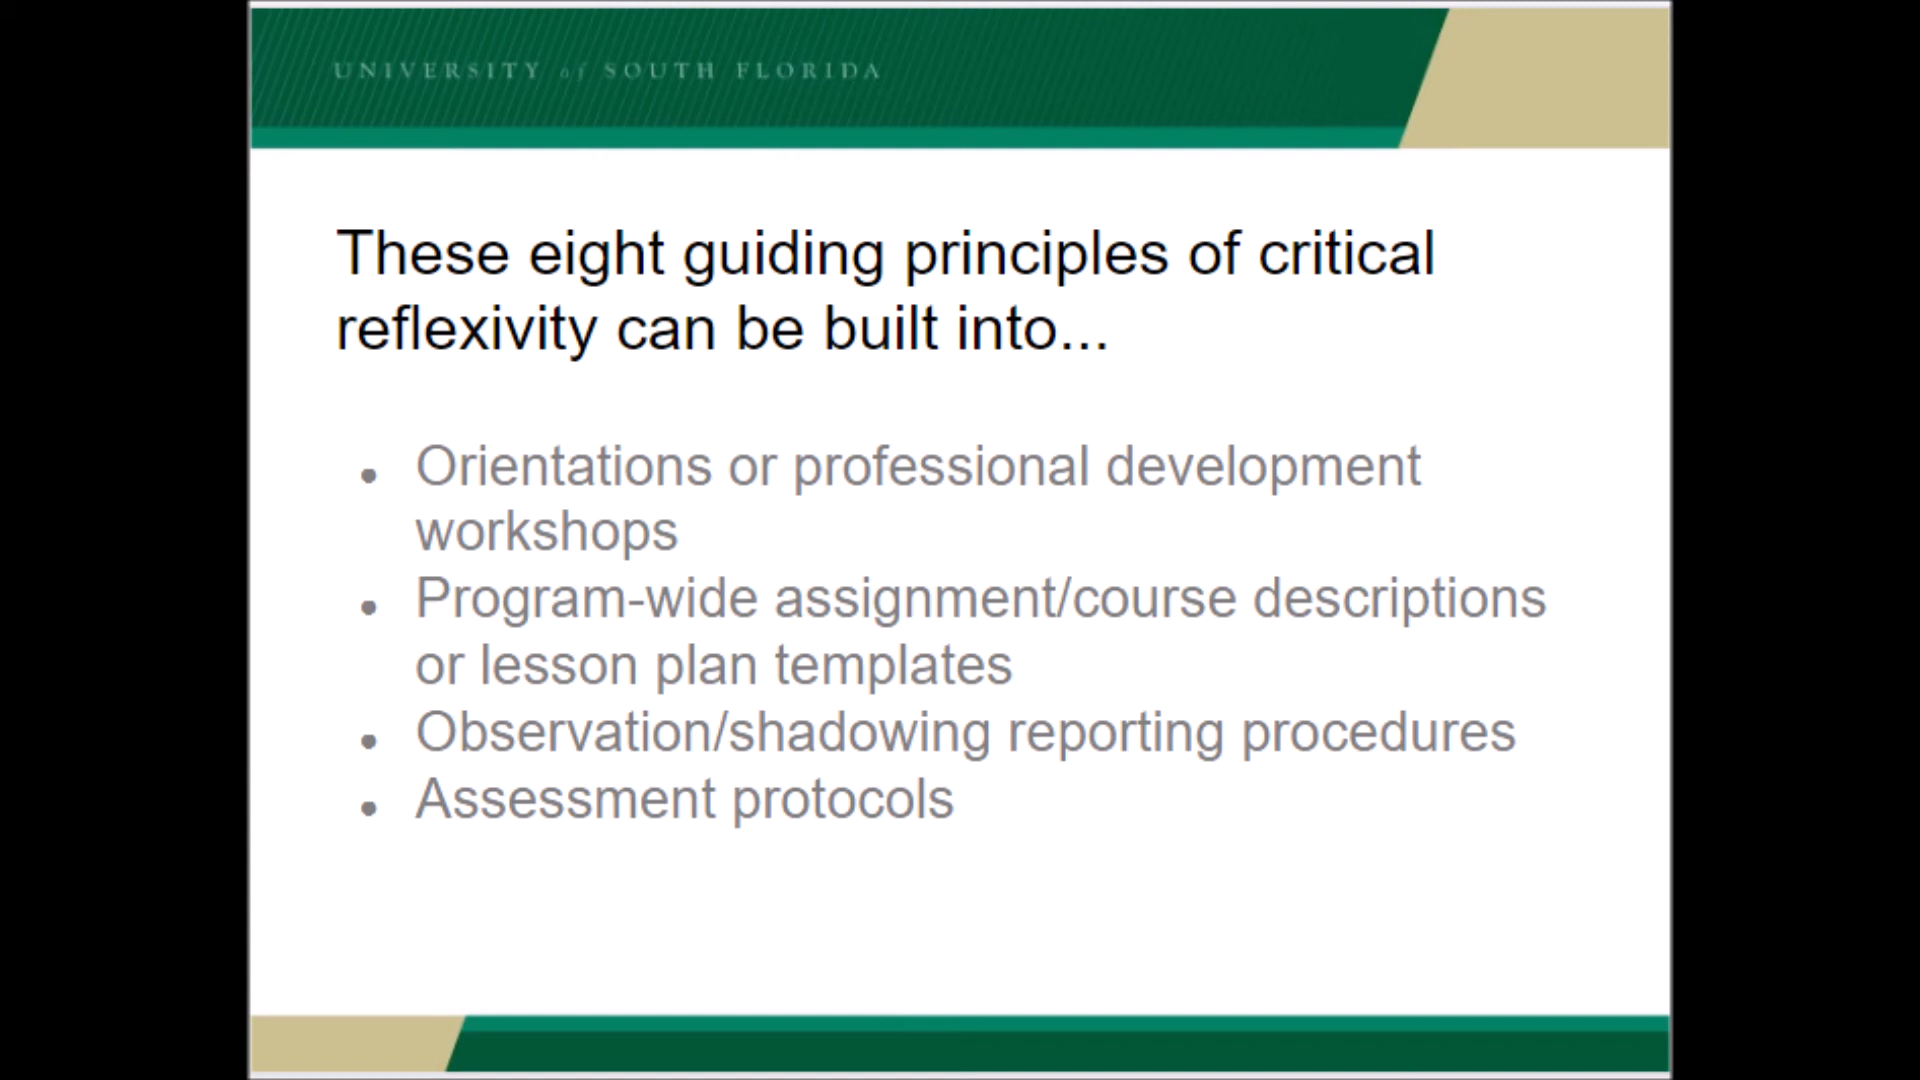 UNIVERSITY of SOUTH FLORIDA
These eight guiding principles of critical
reflexivity can be built into...
• Orientations or professional development
workshops
• Program-wide assignment/course descriptions
or lesson plan templates
• Observation/shadowing reporting procedures
• Assessment protocols